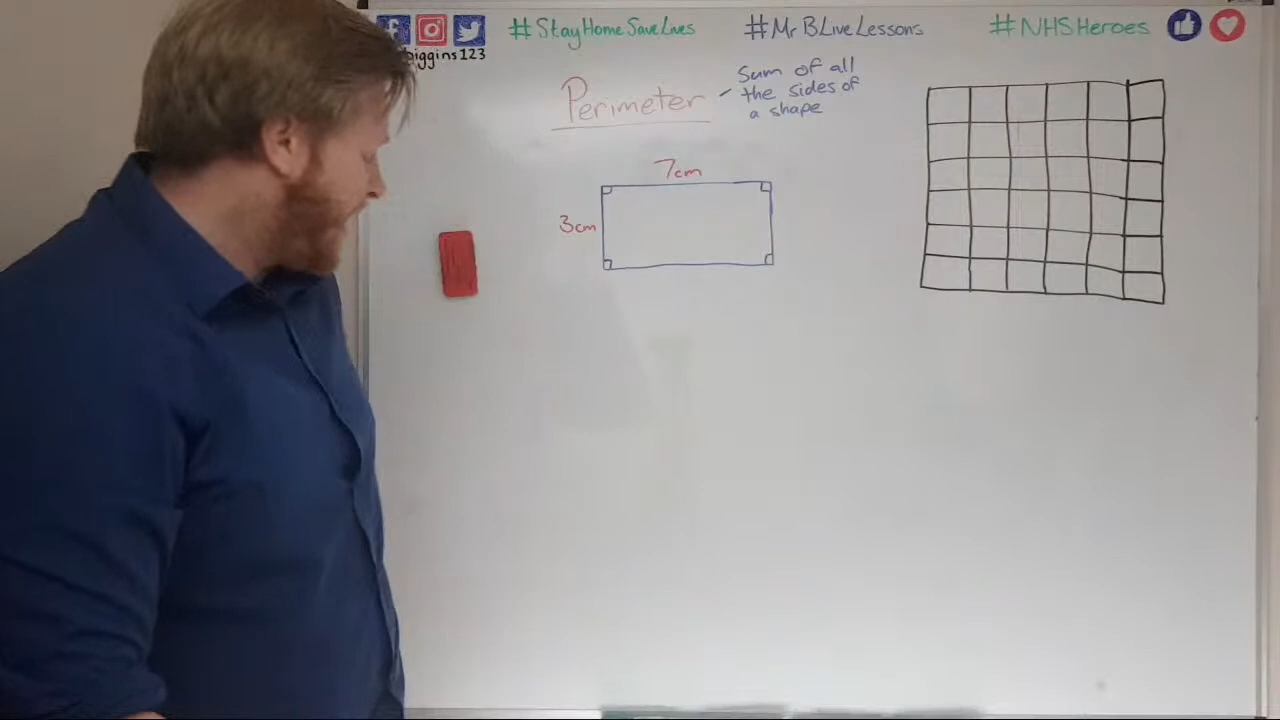 #StayHomeSaveLives #MrBLiveLessons #NHSHeroes
iggins123
Perimeter - Sum of all
the sides of
a shape
7cm
3cm